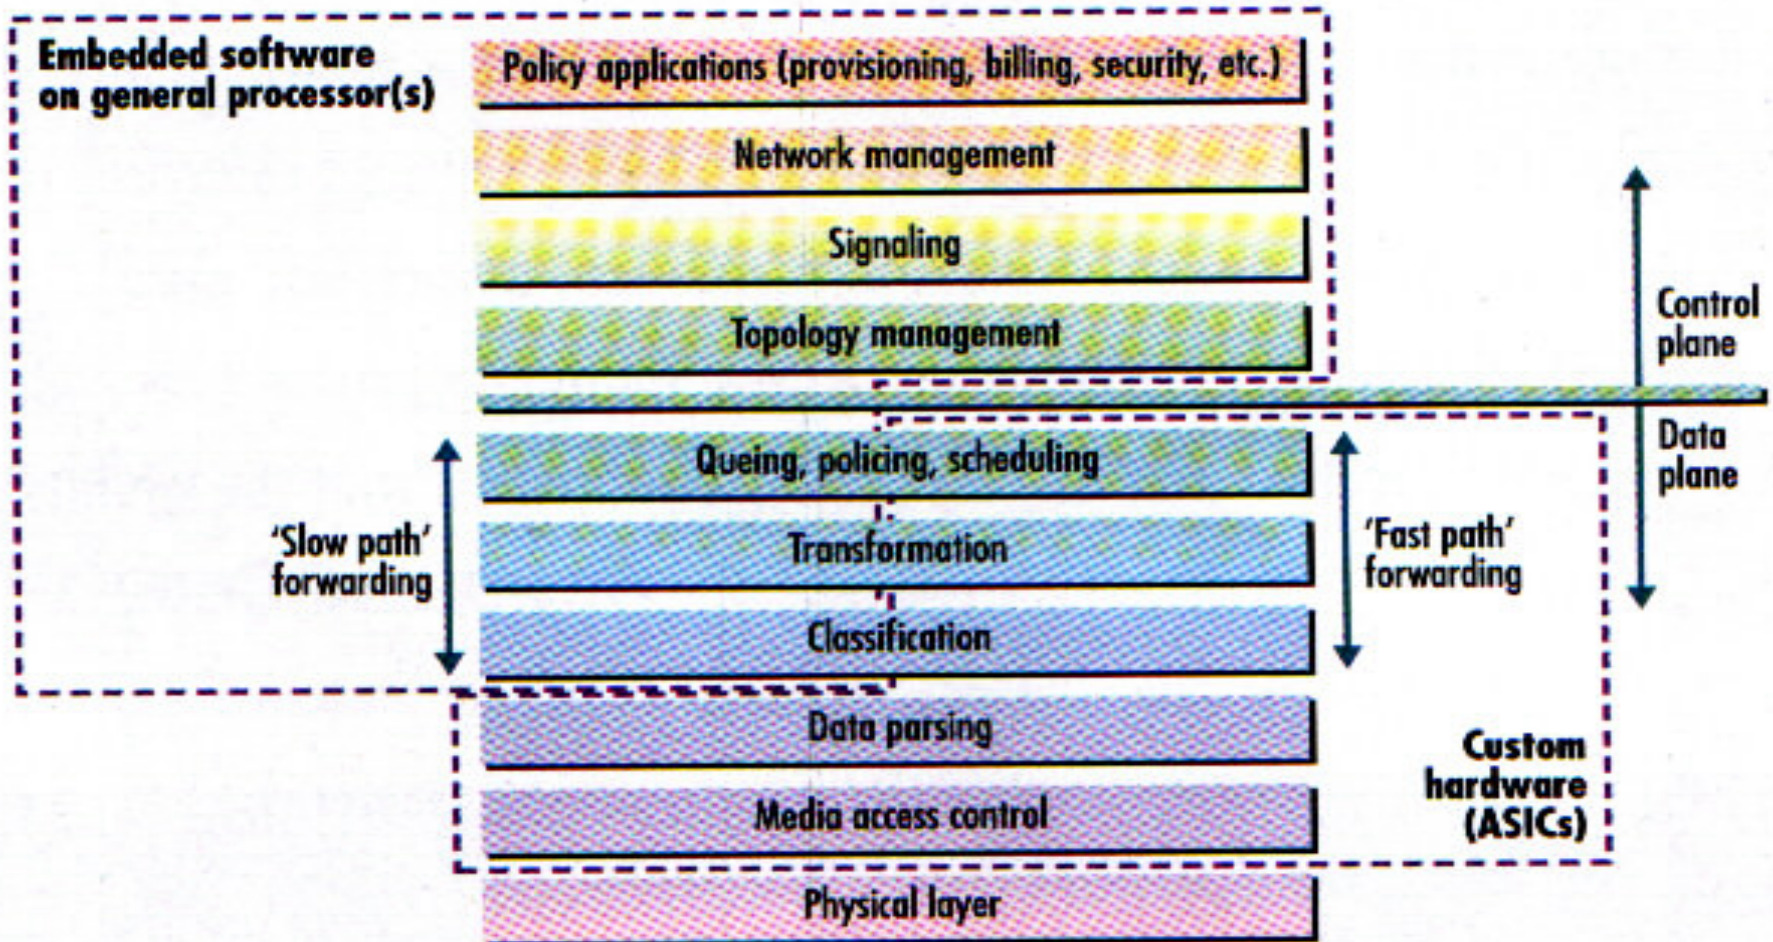 Embedded software
on general processor(s)
Policy applications (provisioning, billing, security, etc.)
Network management
Signaling
Topology management
Control
plane
Data
plane
Queing, policing, scheduling
'Slow path'
forwarding
Transformation
'Fast path'
forwarding
Classification
Data parsing
Custom
hardware
(ASICs)
Media access control
Physical layer